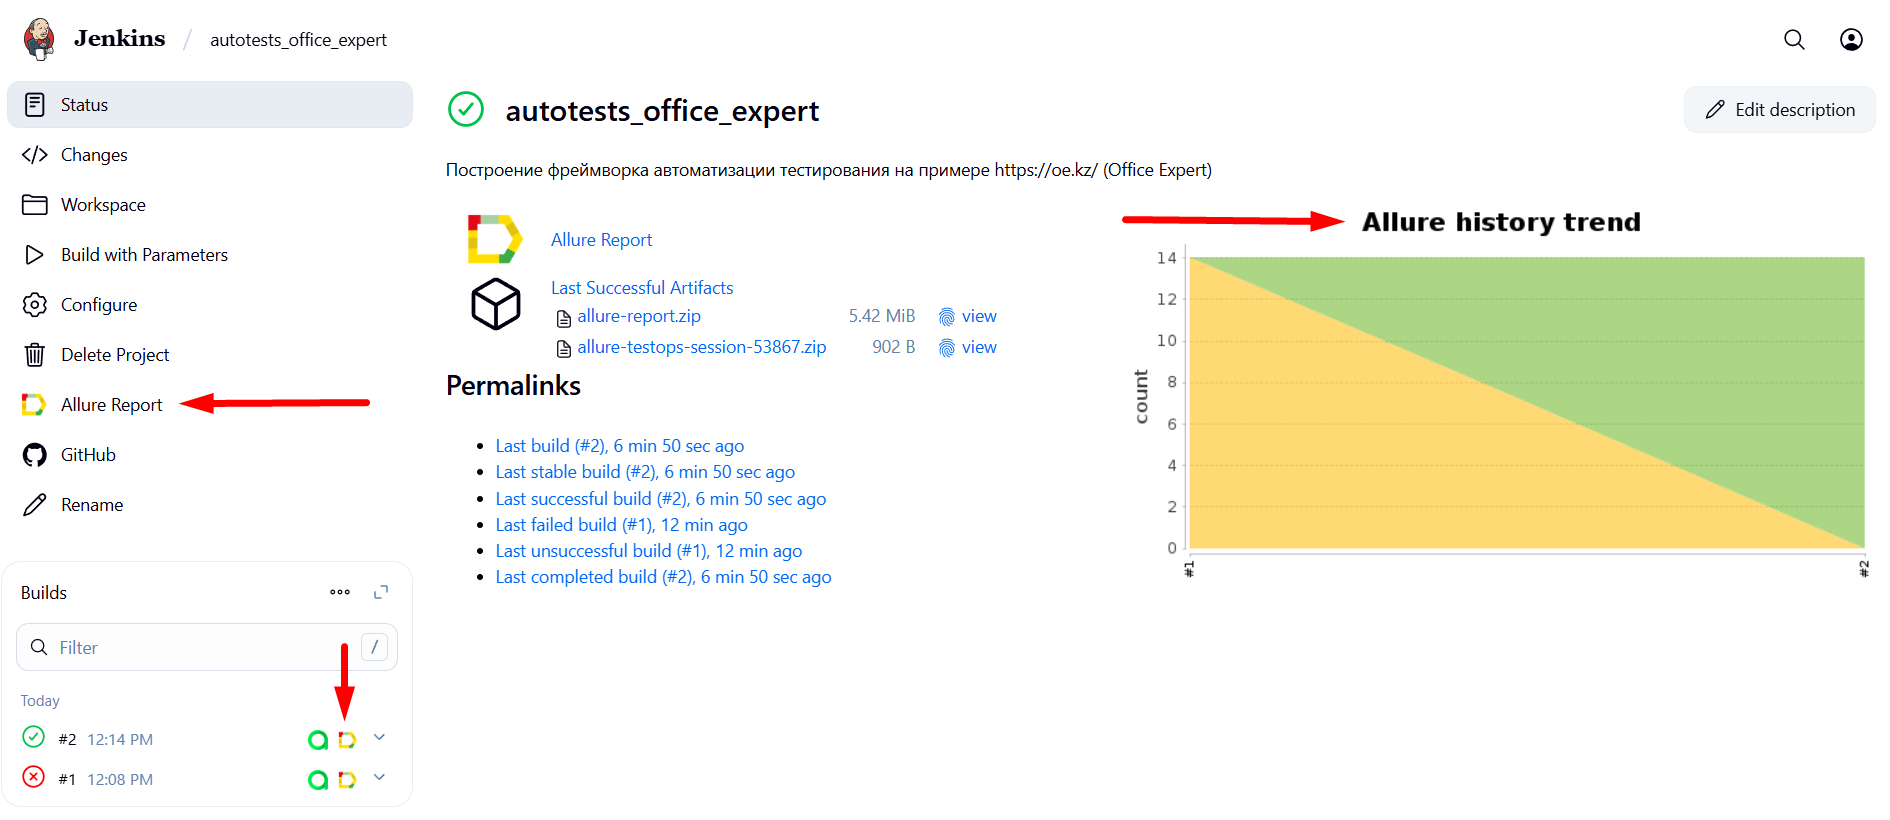 Jenkins / autotests_office_expert
Status
Changes
Workspace
Build with Parameters
Configure
Delete Project
Allure Report
GitHub
Rename
Builds
Filter /
Today
#2 12:14 PM
#1 12:08 PM
autotests_office_expert
Edit description
Построение фреймворка автоматизации тестирования на примере https://oe.kz/ (Office Expert)
Allure Report
Last Successful Artifacts
allure-report.zip 5.42 MiB view
allure-testops-session-53867.zip 902 B view
Permalinks
Last build (#2), 6 min 50 sec ago
Last stable build (#2), 6 min 50 sec ago
Last successful build (#2), 6 min 50 sec ago
Last failed build (#1), 12 min ago
Last unsuccessful build (#1), 12 min ago
Last completed build (#2), 6 min 50 sec ago
Allure history trend
count
14
12
10
8
6
4
2
0
#1 #2